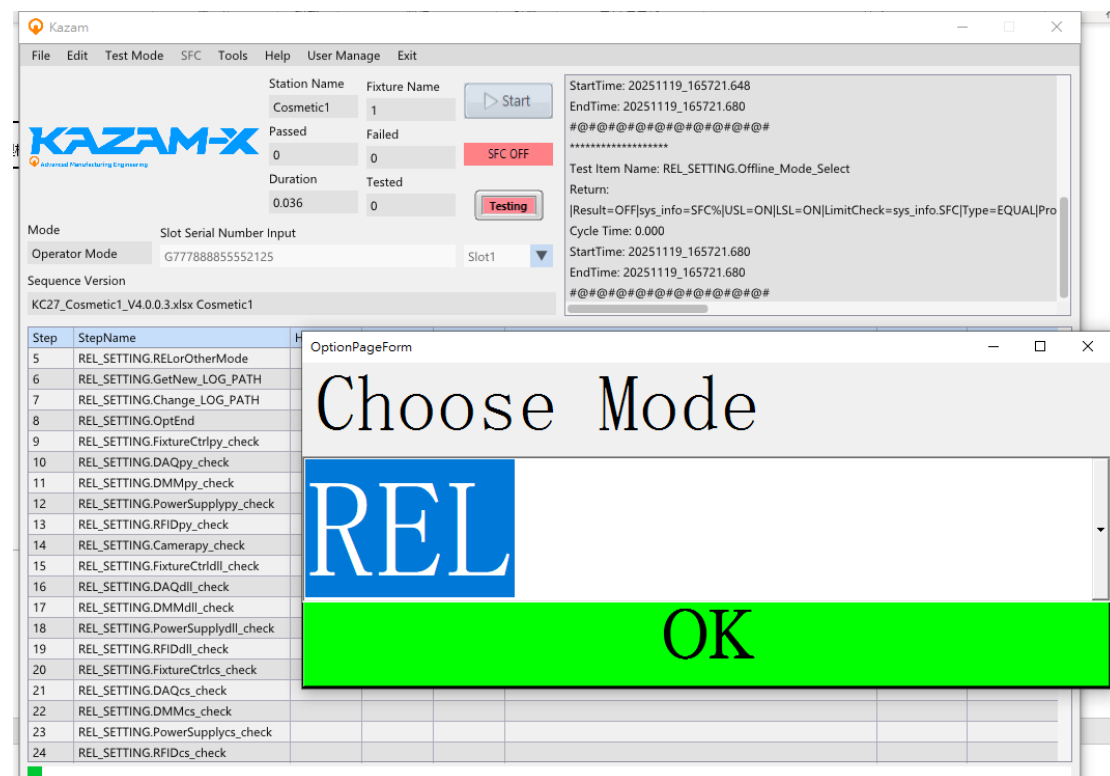 Kazam
File Edit Test Mode SFC Tools Help User Manage Exit
Station Name Fixture Name
Cosmetic1 1
Start
KAZAM-X
Advanced Manufacturing Engineering
Passed Failed
0 0
SFC OFF
Duration Tested
0.036 0
Testing
Mode Slot Serial Number Input
Operator Mode G777888855552125 Slot1
Sequence Version
KC27_Cosmetic1_V4.0.0.3.xlsx Cosmetic1
StartTime: 20251119_165721.648
EndTime: 20251119_165721.680
#@#@#@#@#@#@#@#@#@#@#
*******************
Test Item Name: REL_SETTING.Offline_Mode_Select
Return:
|Result=OFF|sys_info=SFC%|USL=ON|LSL=ON|LimitCheck=sys_info.SFC|Type=EQUAL|Pro
Cycle Time: 0.000
StartTime: 20251119_165721.680
EndTime: 20251119_165721.680
#@#@#@#@#@#@#@#@#@#@#
Step StepName H
5 REL_SETTING.RELorOtherMode
6 REL_SETTING.GetNew_LOG_PATH
7 REL_SETTING.Change_LOG_PATH
8 REL_SETTING.OptEnd
9 REL_SETTING.FixtureCtrlpy_check
10 REL_SETTING.DAQpy_check
11 REL_SETTING.DMMpy_check
12 REL_SETTING.PowerSupplypy_check
13 REL_SETTING.RFIDpy_check
14 REL_SETTING.Camerapy_check
15 REL_SETTING.FixtureCtrldll_check
16 REL_SETTING.DAQdll_check
17 REL_SETTING.DMMdll_check
18 REL_SETTING.PowerSupplydll_check
19 REL_SETTING.RFIDdll_check
20 REL_SETTING.FixtureCtrlcs_check
21 REL_SETTING.DAQcs_check
22 REL_SETTING.DMMcs_check
23 REL_SETTING.PowerSupplycs_check
24 REL_SETTING.RFIDcs_check
OptionPageForm
Choose Mode
REL
OK